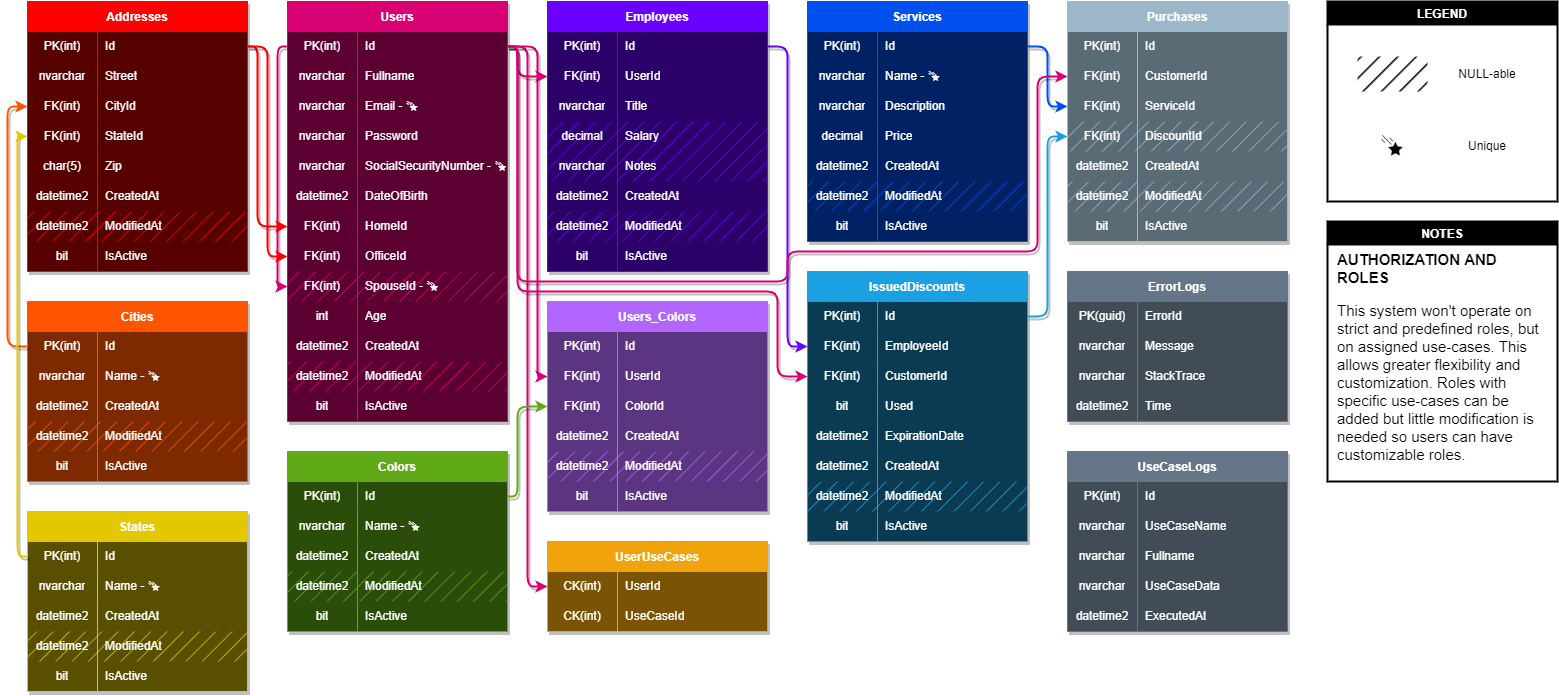 Addresses
PK(int) Id
nvarchar Street
FK(int) CityId
FK(int) StateId
char(5) Zip
datetime2 CreatedAt
datetime2 ModifiedAt
bit IsActive
Cities
PK(int) Id
nvarchar Name -
datetime2 CreatedAt
datetime2 ModifiedAt
bit IsActive
States
PK(int) Id
nvarchar Name -
datetime2 CreatedAt
datetime2 ModifiedAt
bit IsActive
Users
PK(int) Id
nvarchar Fullname
nvarchar Email -
nvarchar Password
nvarchar SocialSecurityNumber -
datetime2 DateOfBirth
FK(int) HomeId
FK(int) OfficeId
FK(int) SpouseId -
int Age
datetime2 CreatedAt
datetime2 ModifiedAt
bit IsActive
Colors
PK(int) Id
nvarchar Name -
datetime2 CreatedAt
datetime2 ModifiedAt
bit IsActive
Employees
PK(int) Id
FK(int) UserId
nvarchar Title
decimal Salary
nvarchar Notes
datetime2 CreatedAt
datetime2 ModifiedAt
bit IsActive
Users_Colors
PK(int) Id
FK(int) UserId
FK(int) ColorId
datetime2 CreatedAt
datetime2 ModifiedAt
bit IsActive
UserUseCases
CK(int) UserId
CK(int) UseCaseId
Services
PK(int) Id
nvarchar Name -
nvarchar Description
decimal Price
datetime2 CreatedAt
datetime2 ModifiedAt
bit IsActive
IssuedDiscounts
PK(int) Id
FK(int) EmployeeId
FK(int) CustomerId
bit Used
datetime2 ExpirationDate
datetime2 CreatedAt
datetime2 ModifiedAt
bit IsActive
Purchases
PK(int) Id
FK(int) CustomerId
FK(int) ServiceId
FK(int) DiscountId
datetime2 CreatedAt
datetime2 ModifiedAt
bit IsActive
ErrorLogs
PK(guid) ErrorId
nvarchar Message
nvarchar StackTrace
datetime2 Time
UseCaseLogs
PK(int) Id
nvarchar UseCaseName
nvarchar Fullname
nvarchar UseCaseData
datetime2 ExecutedAt
LEGEND
NULL-able
Unique
NOTES
AUTHORIZATION AND
ROLES
This system won't operate on
strict and predefined roles, but
on assigned use-cases. This
allows greater flexibility and
customization. Roles with
specific use-cases can be
added but little modification is
needed so users can have
customizable roles.